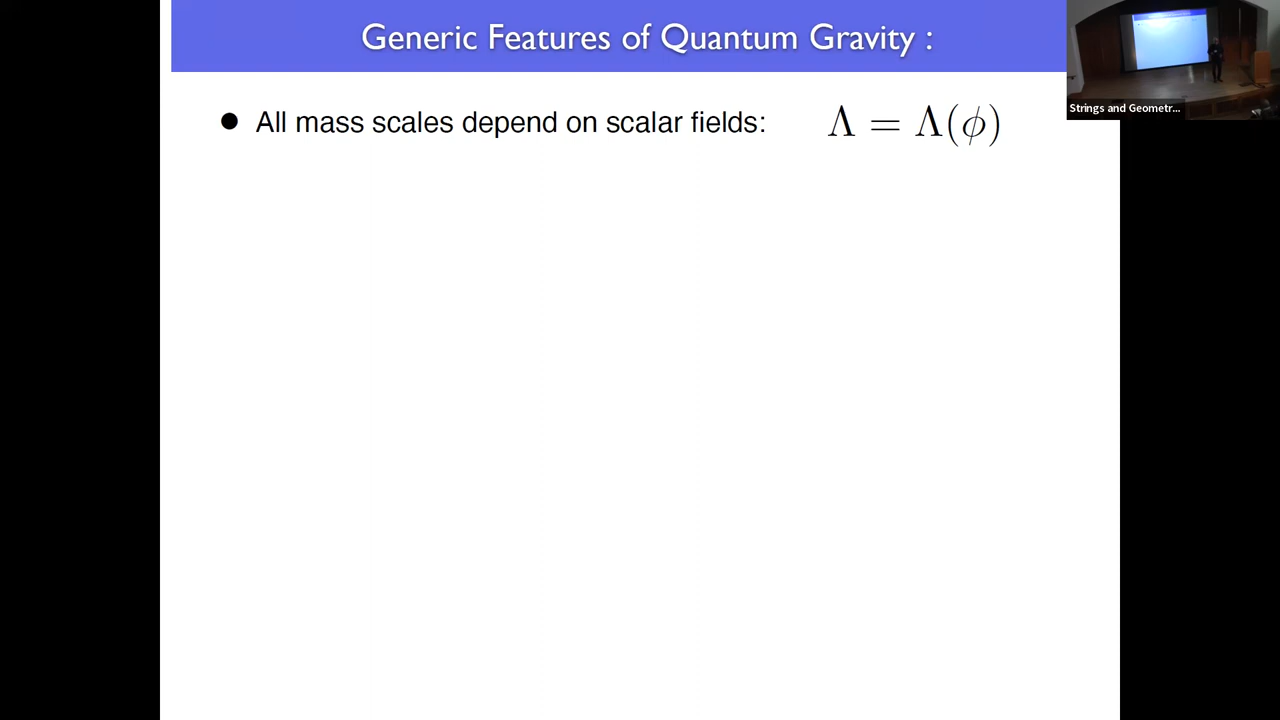 Generic Features of Quantum Gravity :
● All mass scales depend on scalar fields: Λ = Λ(ϕ)
Strings and Geometr...